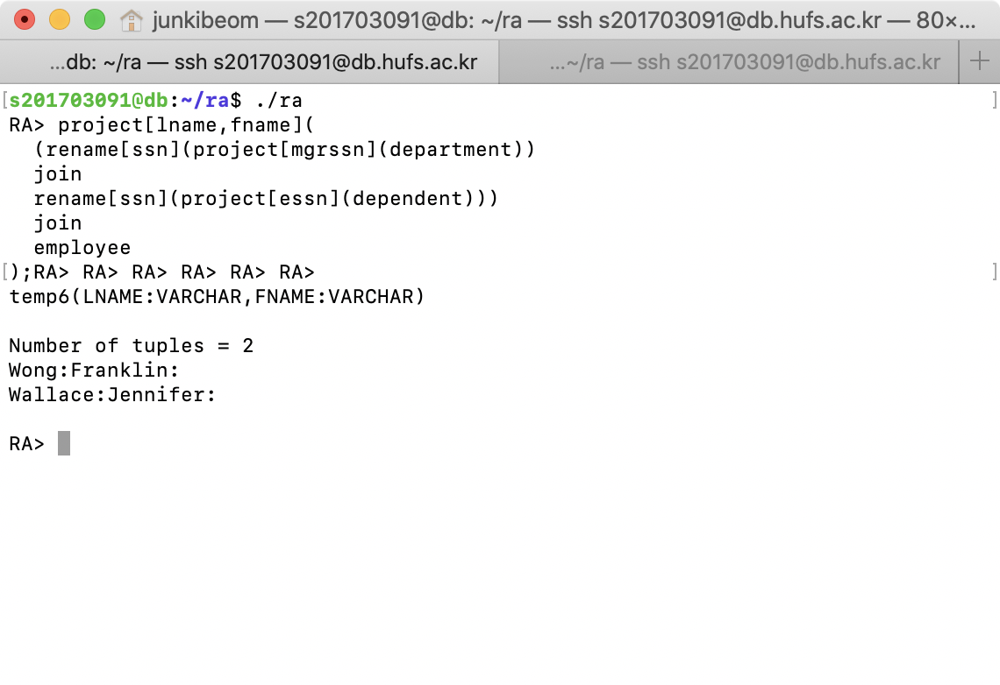 junkibeom — s201703091@db: ~/ra — ssh s201703091@db.hufs.ac.kr — 80×...
...db: ~/ra — ssh s201703091@db.hufs.ac.kr ...~/ra — ssh s201703091@db.hufs.ac.kr +
[s201703091@db:~/ra$ ./ra ]
RA> project[lname,fname](
  (rename[ssn](project[mgrssn](department))
  join
  rename[ssn](project[essn](dependent)))
  join
  employee
[);RA> RA> RA> RA> RA> RA> ]
temp6(LNAME:VARCHAR,FNAME:VARCHAR)

Number of tuples = 2
Wong:Franklin:
Wallace:Jennifer:

RA>